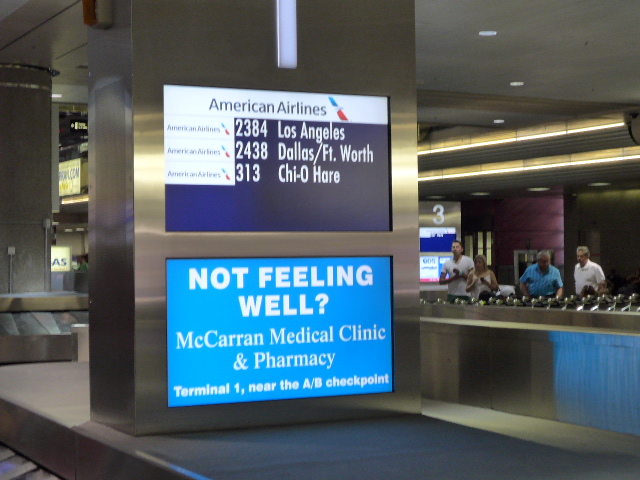 American Airlines
American Airlines 2384 Los Angeles
American Airlines 2438 Dallas/Ft. Worth
American Airlines 313 Chi-O Hare
NOT FEELING
WELL?
McCarran Medical Clinic
& Pharmacy
Terminal 1, near the A/B checkpoint
3
AS